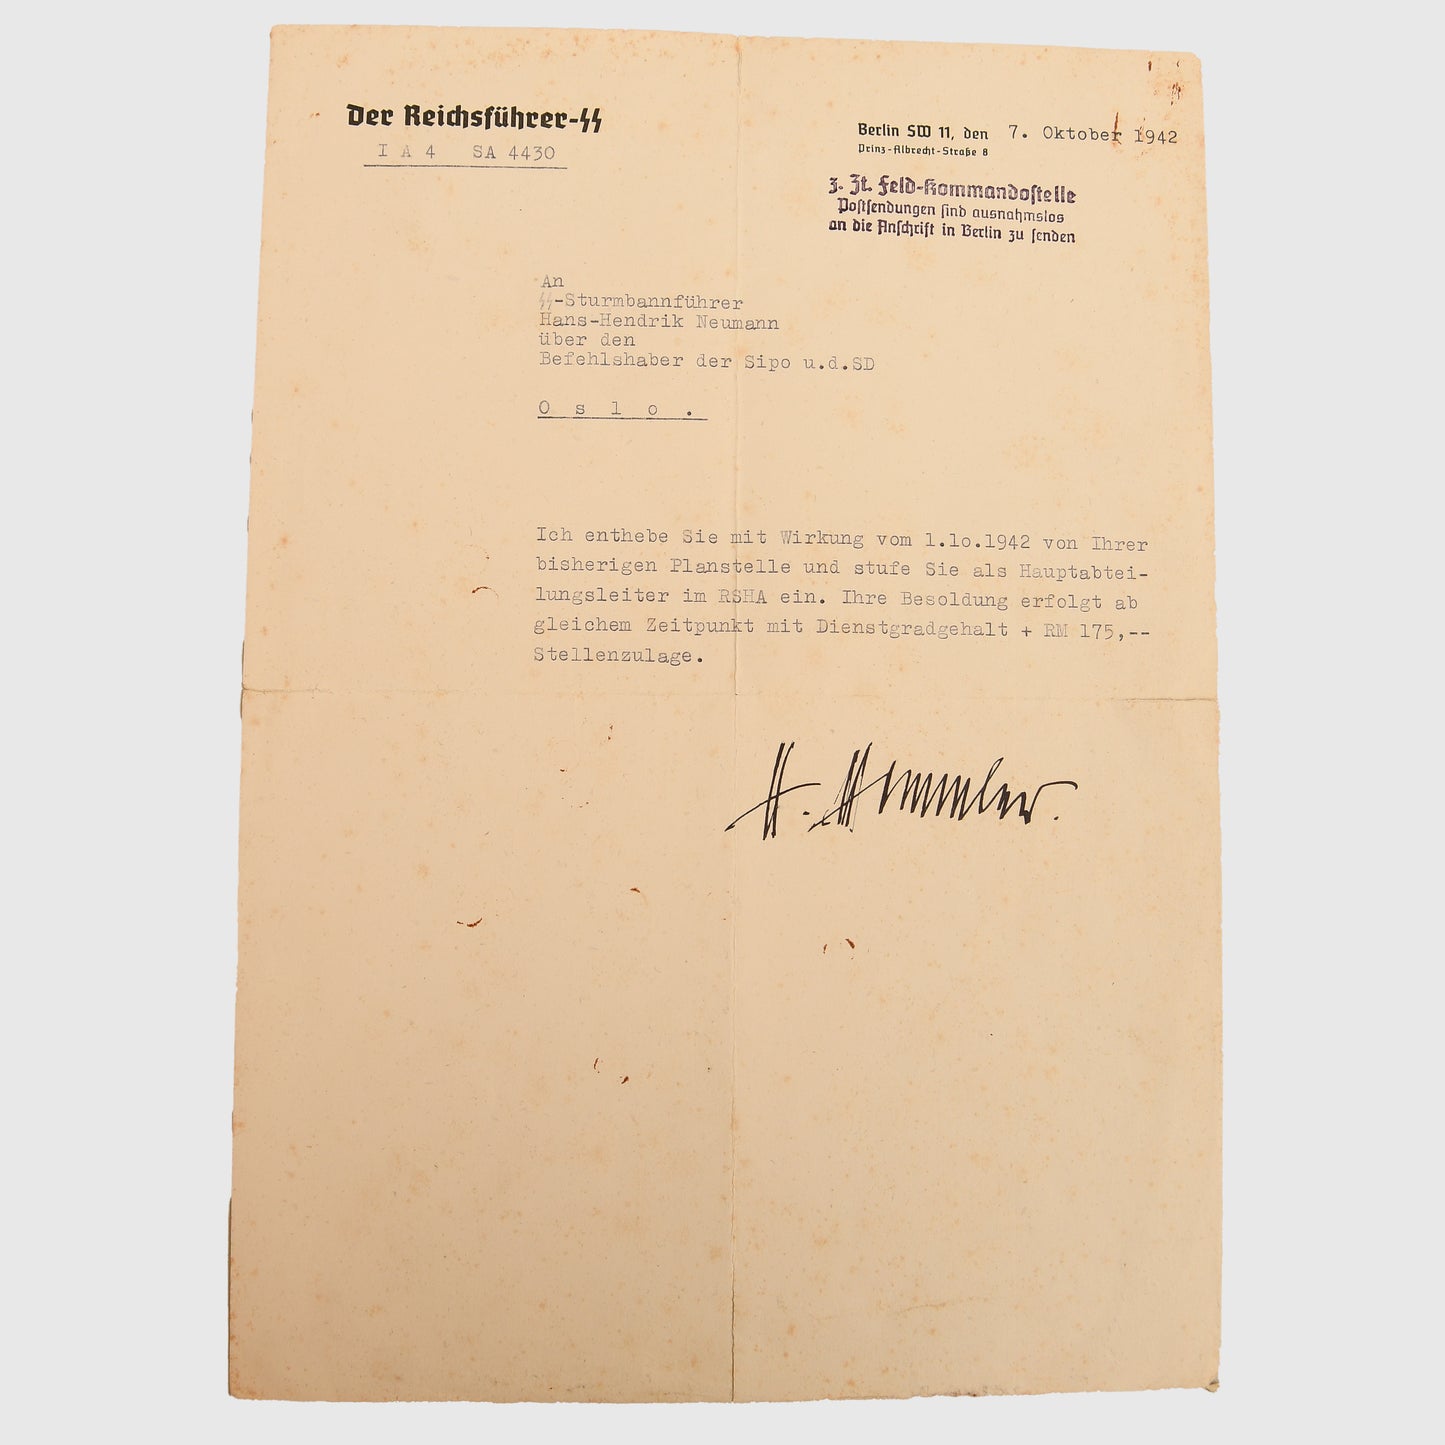 Der Reichsführer-ᛋᛋ
I A 4 SA 4430
Berlin SW 11, den 7. Oktober 1942
Prinz-Albrecht-Straße 8
z. Zt. Feld-Kommandostelle
Postsendungen sind ausnahmslos
an die Anschrift in Berlin zu senden
An
ᛋᛋ-Sturmbannführer
Hans-Hendrik Neumann
über den
Befehlshaber der Sipo u.d.SD
O s l o .
Ich enthebe Sie mit Wirkung vom 1.10.1942 von Ihrer
bisherigen Planstelle und stufe Sie als Hauptabtei-
lungsleiter im RSHA ein. Ihre Besoldung erfolgt ab
gleichem Zeitpunkt mit Dienstgradgehalt + RM 175,--
Stellenzulage.
H. Himmler.